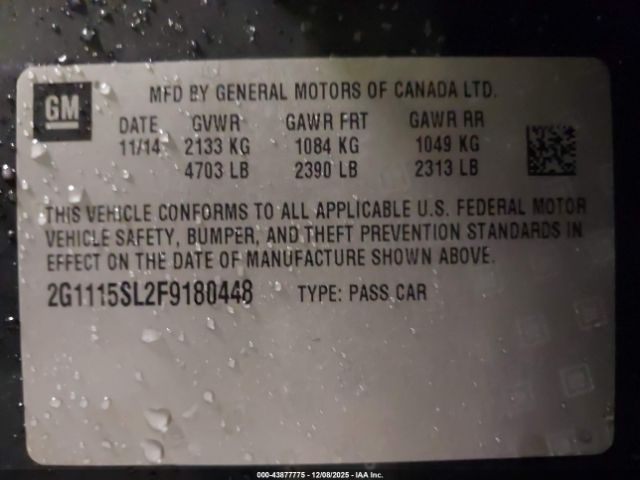 GM
MFD BY GENERAL MOTORS OF CANADA LTD.
DATE GVWR GAWR FRT GAWR RR
11/14 2133 KG 1084 KG 1049 KG
4703 LB 2390 LB 2313 LB
THIS VEHICLE CONFORMS TO ALL APPLICABLE U.S. FEDERAL MOTOR
VEHICLE SAFETY, BUMPER, AND THEFT PREVENTION STANDARDS IN
EFFECT ON THE DATE OF MANUFACTURE SHOWN ABOVE.
2G1115SL2F9180448 TYPE: PASS CAR
000-43877775 - 12/08/2025 - IAA Inc.